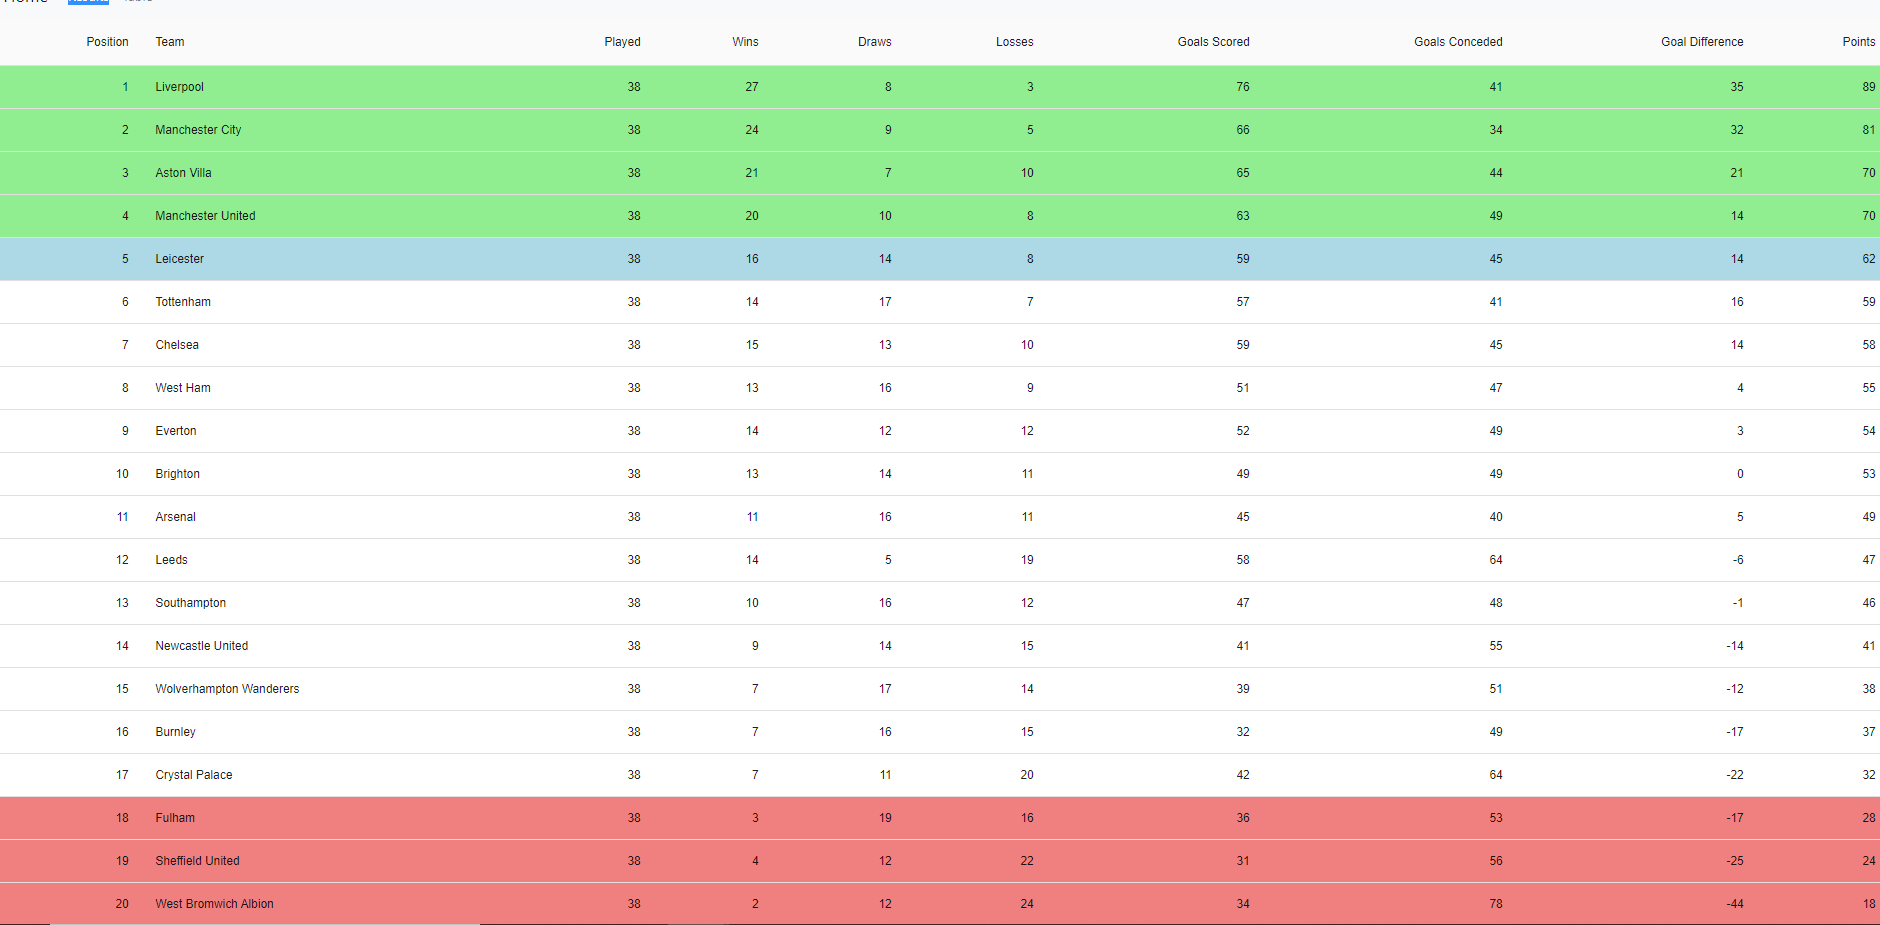 Home Results Table
Position Team Played Wins Draws Losses Goals Scored Goals Conceded Goal Difference Points
1 Liverpool 38 27 8 3 76 41 35 89
2 Manchester City 38 24 9 5 66 34 32 81
3 Aston Villa 38 21 7 10 65 44 21 70
4 Manchester United 38 20 10 8 63 49 14 70
5 Leicester 38 16 14 8 59 45 14 62
6 Tottenham 38 14 17 7 57 41 16 59
7 Chelsea 38 15 13 10 59 45 14 58
8 West Ham 38 13 16 9 51 47 4 55
9 Everton 38 14 12 12 52 49 3 54
10 Brighton 38 13 14 11 49 49 0 53
11 Arsenal 38 11 16 11 45 40 5 49
12 Leeds 38 14 5 19 58 64 -6 47
13 Southampton 38 10 16 12 47 48 -1 46
14 Newcastle United 38 9 14 15 41 55 -14 41
15 Wolverhampton Wanderers 38 7 17 14 39 51 -12 38
16 Burnley 38 7 16 15 32 49 -17 37
17 Crystal Palace 38 7 11 20 42 64 -22 32
18 Fulham 38 3 19 16 36 53 -17 28
19 Sheffield United 38 4 12 22 31 56 -25 24
20 West Bromwich Albion 38 2 12 24 34 78 -44 18